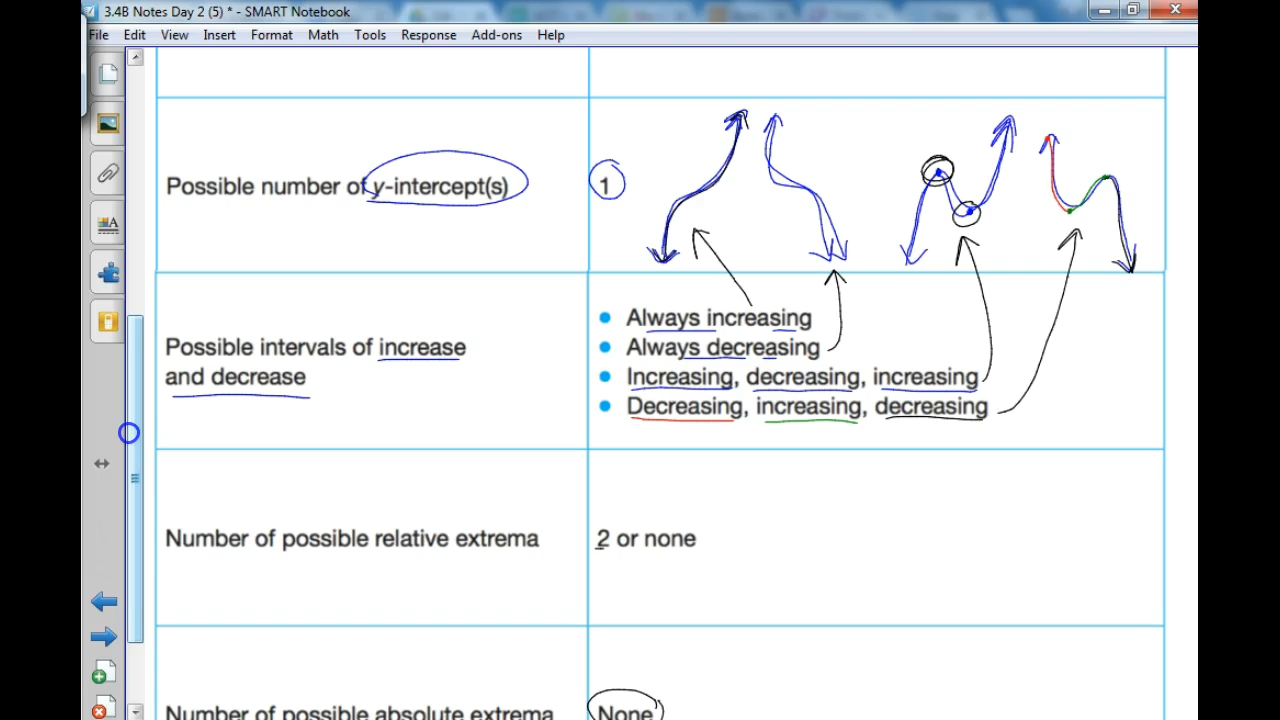 3.4B Notes Day 2 (5) * - SMART Notebook
File Edit View Insert Format Math Tools Response Add-ons Help
Possible number of y-intercept(s)
1
Possible intervals of increase
and decrease
• Always increasing
• Always decreasing
• Increasing, decreasing, increasing
• Decreasing, increasing, decreasing
Number of possible relative extrema
2 or none
Number of possible absolute extrema
None